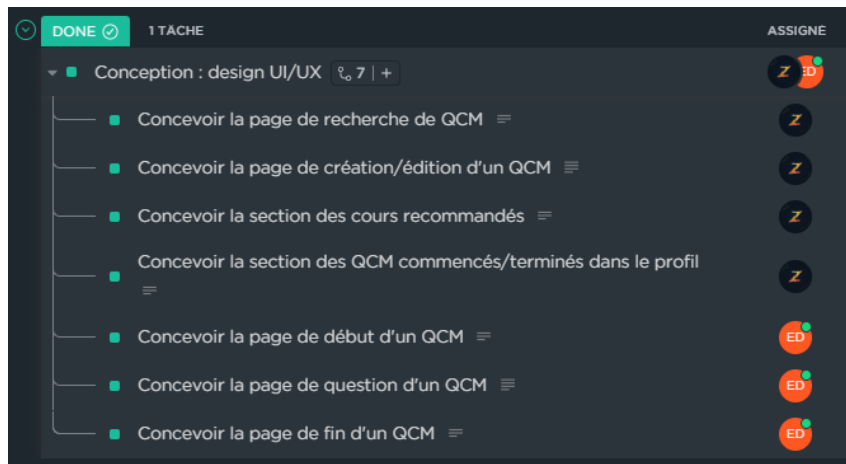 DONE 1 TÂCHE ASSIGNÉ
Conception : design UI/UX 7 | + Z ED
Concevoir la page de recherche de QCM Z
Concevoir la page de création/édition d'un QCM Z
Concevoir la section des cours recommandés Z
Concevoir la section des QCM commencés/terminés dans le profil Z
Concevoir la page de début d'un QCM ED
Concevoir la page de question d'un QCM ED
Concevoir la page de fin d'un QCM ED